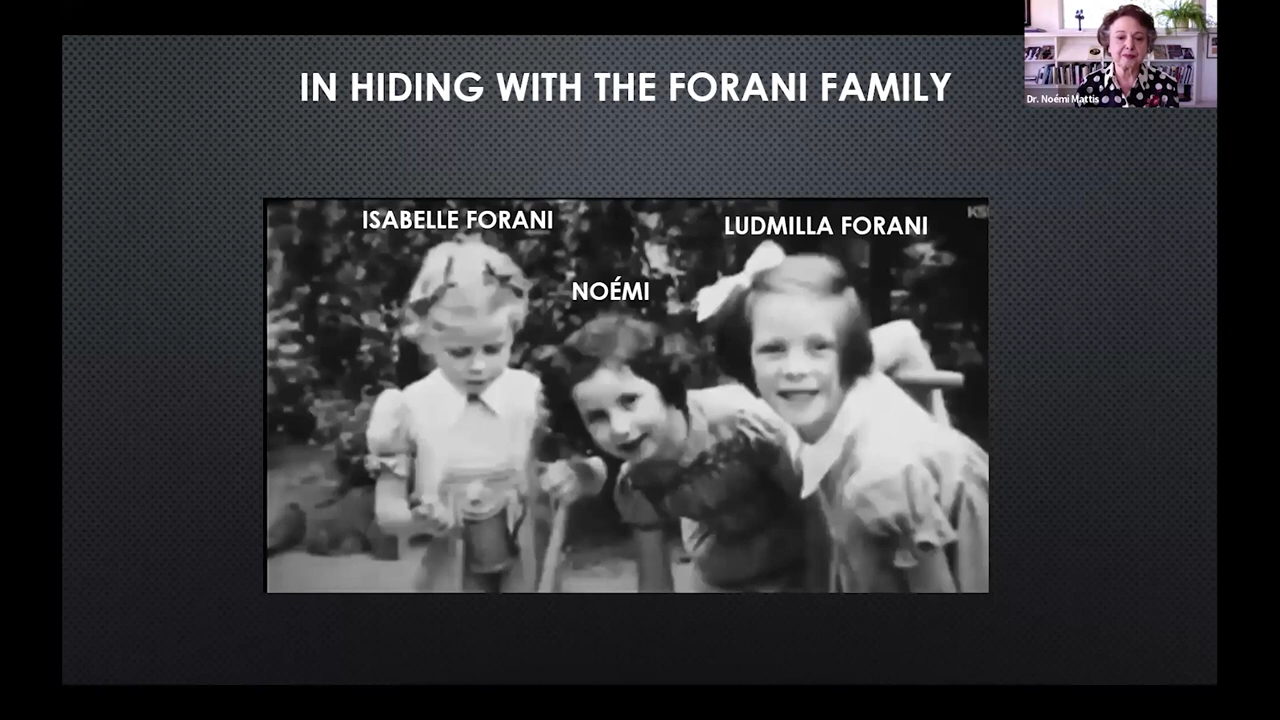 IN HIDING WITH THE FORANI FAMILY
Dr. Noémi Mattis
ISABELLE FORANI
LUDMILLA FORANI
NOÉMI